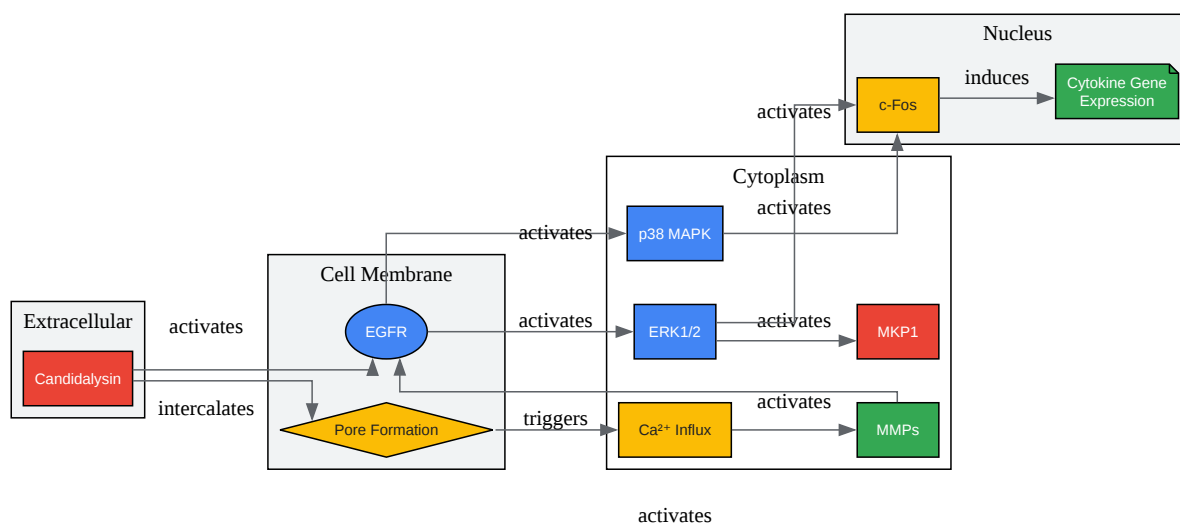 Nucleus
c-Fos
induces
Cytokine Gene
Expression
activates
Cytoplasm
activates
p38 MAPK
activates
Cell Membrane
Extracellular
activates
EGFR
activates
ERK1/2
activates
MKP1
Candidalysin
intercalates
Pore Formation
triggers
Ca²⁺ Influx
activates
MMPs
activates